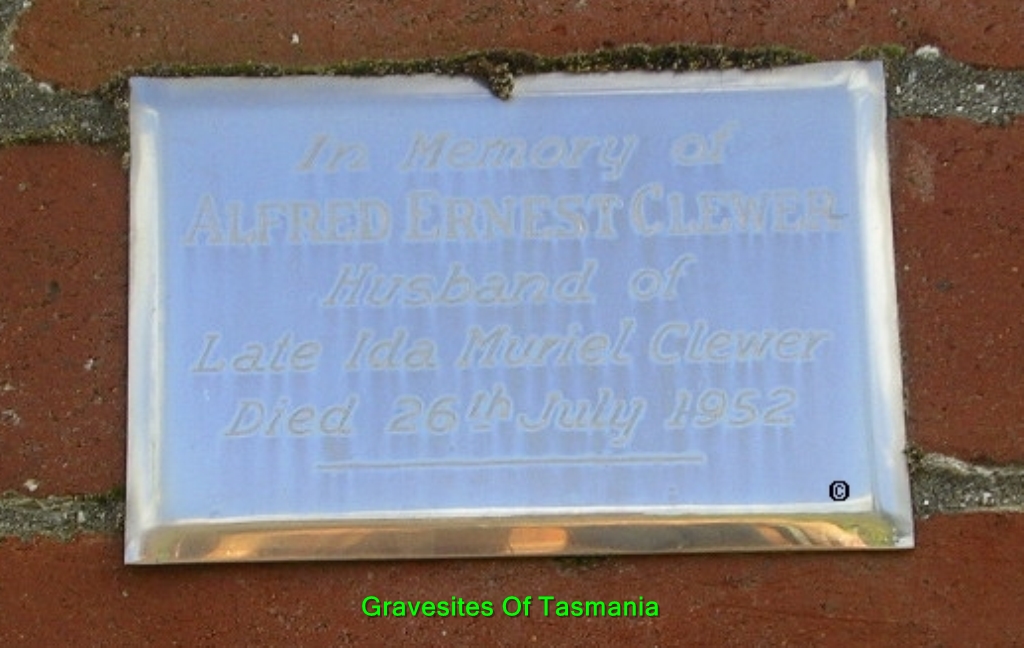 In Memory of
ALFRED ERNEST CLEWER
Husband of
Late Ida Muriel Clewer
Died 26th July 1952
©
Gravesites Of Tasmania